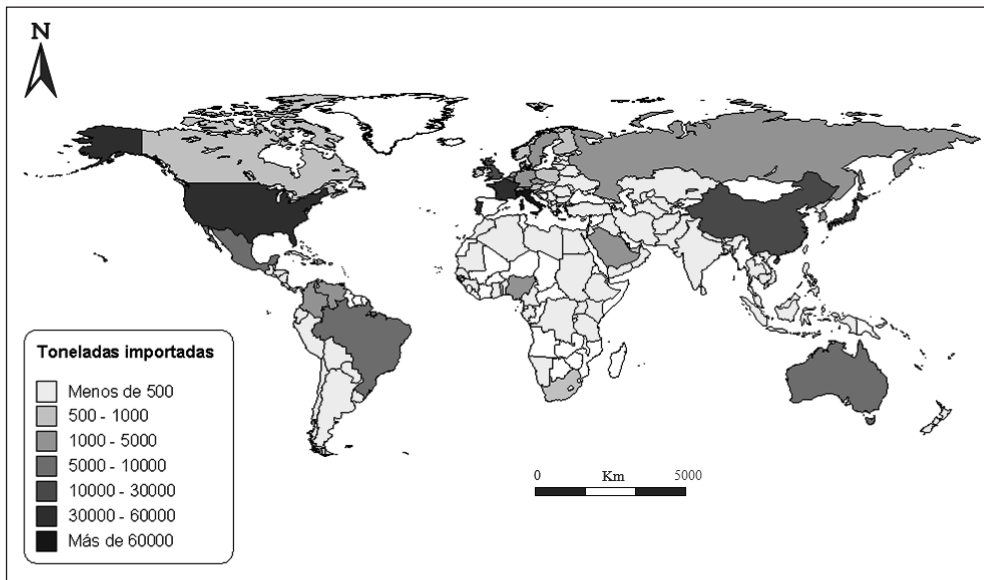 N
Toneladas importadas
Menos de 500
500 - 1000
1000 - 5000
5000 - 10000
10000 - 30000
30000 - 60000
Más de 60000
0 Km 5000